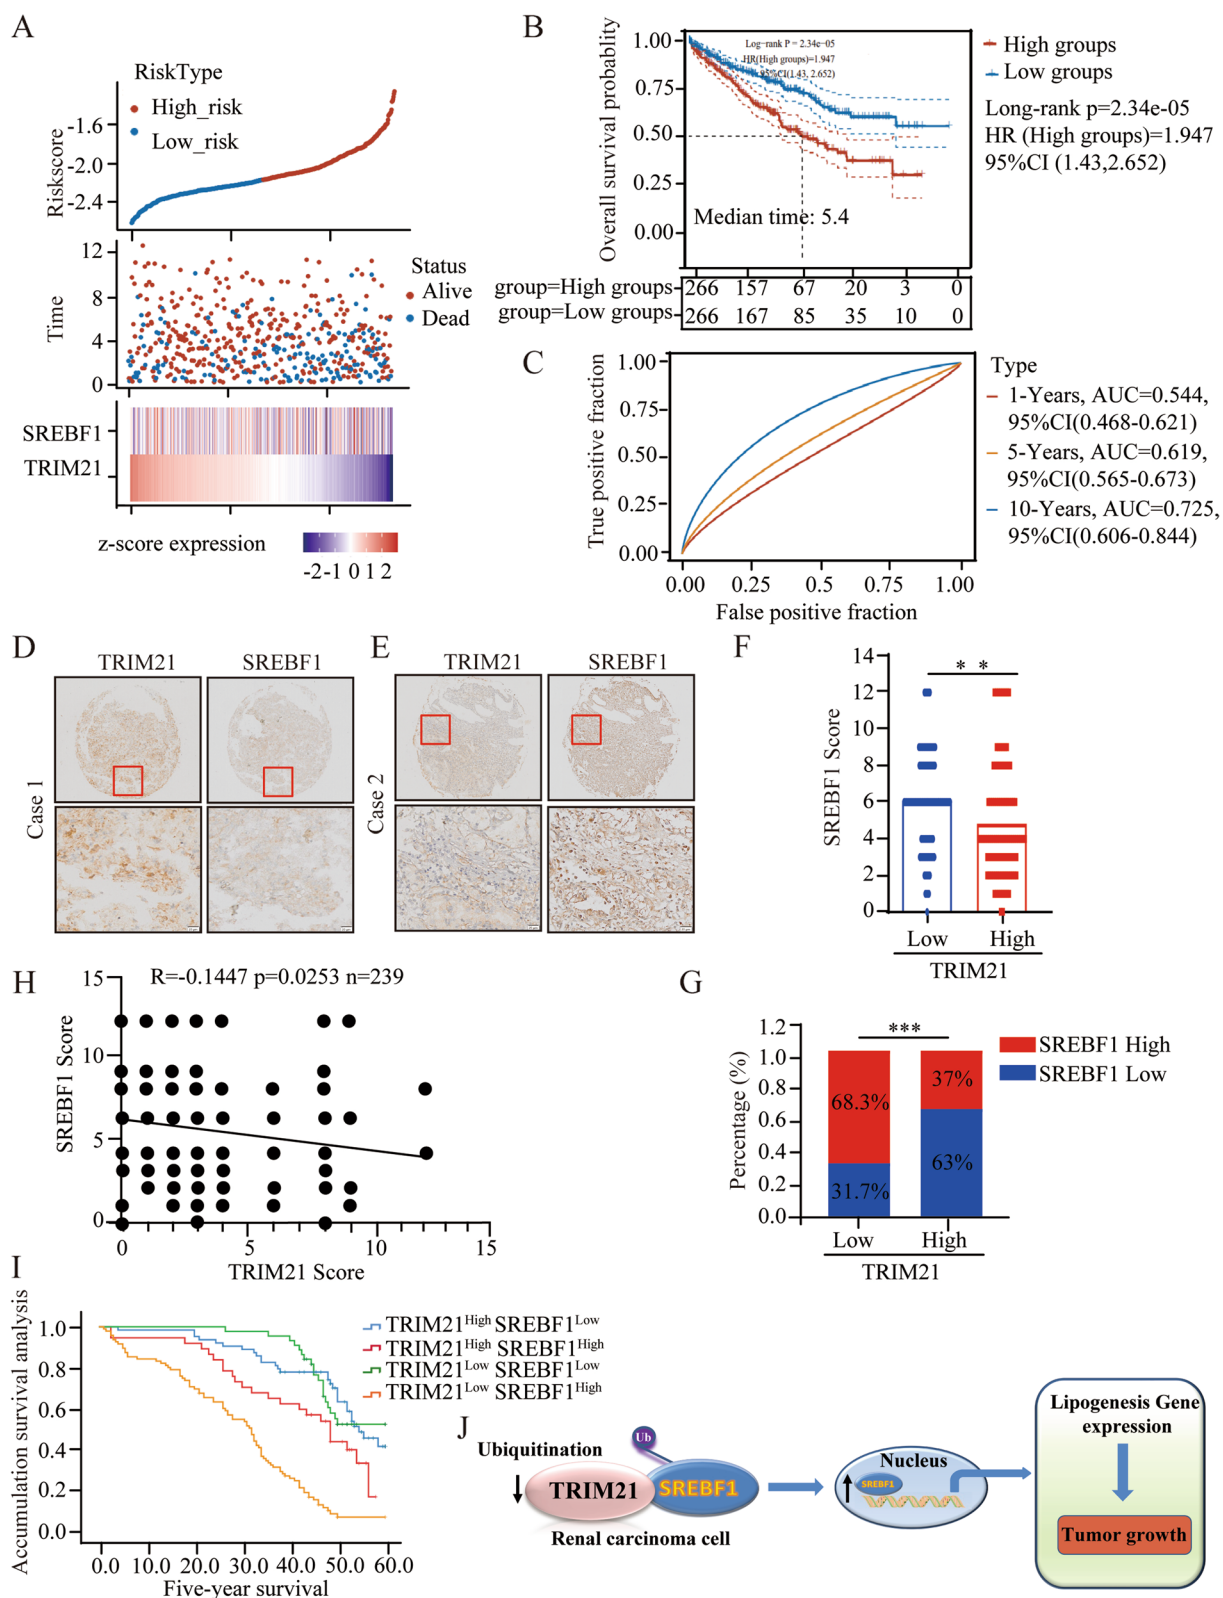 A
RiskType
High_risk
Low_risk
Riskscore
-1.6
-2.0
-2.4
Time
12
8
4
0
Status
Alive
Dead
SREBF1
TRIM21
z-score expression
-2-1 0 1 2
B
Overall survival probablity
1.00
0.75
0.50
0.25
0.00
Log-rank P = 2.34e-05
HR(High groups)=1.947
95%CI(1.43, 2.652)
Median time: 5.4
High groups
Low groups
Long-rank p=2.34e-05
HR (High groups)=1.947
95%CI (1.43,2.652)
group=High groups 266 157 67 20 3 0
group=Low groups 266 167 85 35 10 0
C
True positive fraction
1.00
0.75
0.50
0.25
0.00
0.00 0.25 0.5 0.75 1.00
False positive fraction
Type
1-Years, AUC=0.544,
95%CI(0.468-0.621)
5-Years, AUC=0.619,
95%CI(0.565-0.673)
10-Years, AUC=0.725,
95%CI(0.606-0.844)
D
TRIM21 SREBF1
Case 1
E
TRIM21 SREBF1
Case 2
F
SREBF1 Score
14
12
10
8
6
4
2
0
* *
Low High
TRIM21
H
R=-0.1447 p=0.0253 n=239
SREBF1 Score
15
10
5
0
0 5 10 15
TRIM21 Score
G
Percentage (%)
1.2
1.0
0.8
0.6
0.4
0.2
0.0
***
68.3%
31.7%
37%
63%
Low High
TRIM21
SREBF1 High
SREBF1 Low
I
Accumulation survival analysis
1.0
0.8
0.6
0.4
0.2
0.0
0.0 10.0 20.0 30.0 40.0 50.0 60.0
Five-year survival
TRIM21High SREBF1Low
TRIM21High SREBF1High
TRIM21Low SREBF1Low
TRIM21Low SREBF1High
J
Ubiquitination
Ub
TRIM21
SREBF1
Renal carcinoma cell
Nucleus
SREBF1
Lipogenesis Gene
expression
Tumor growth